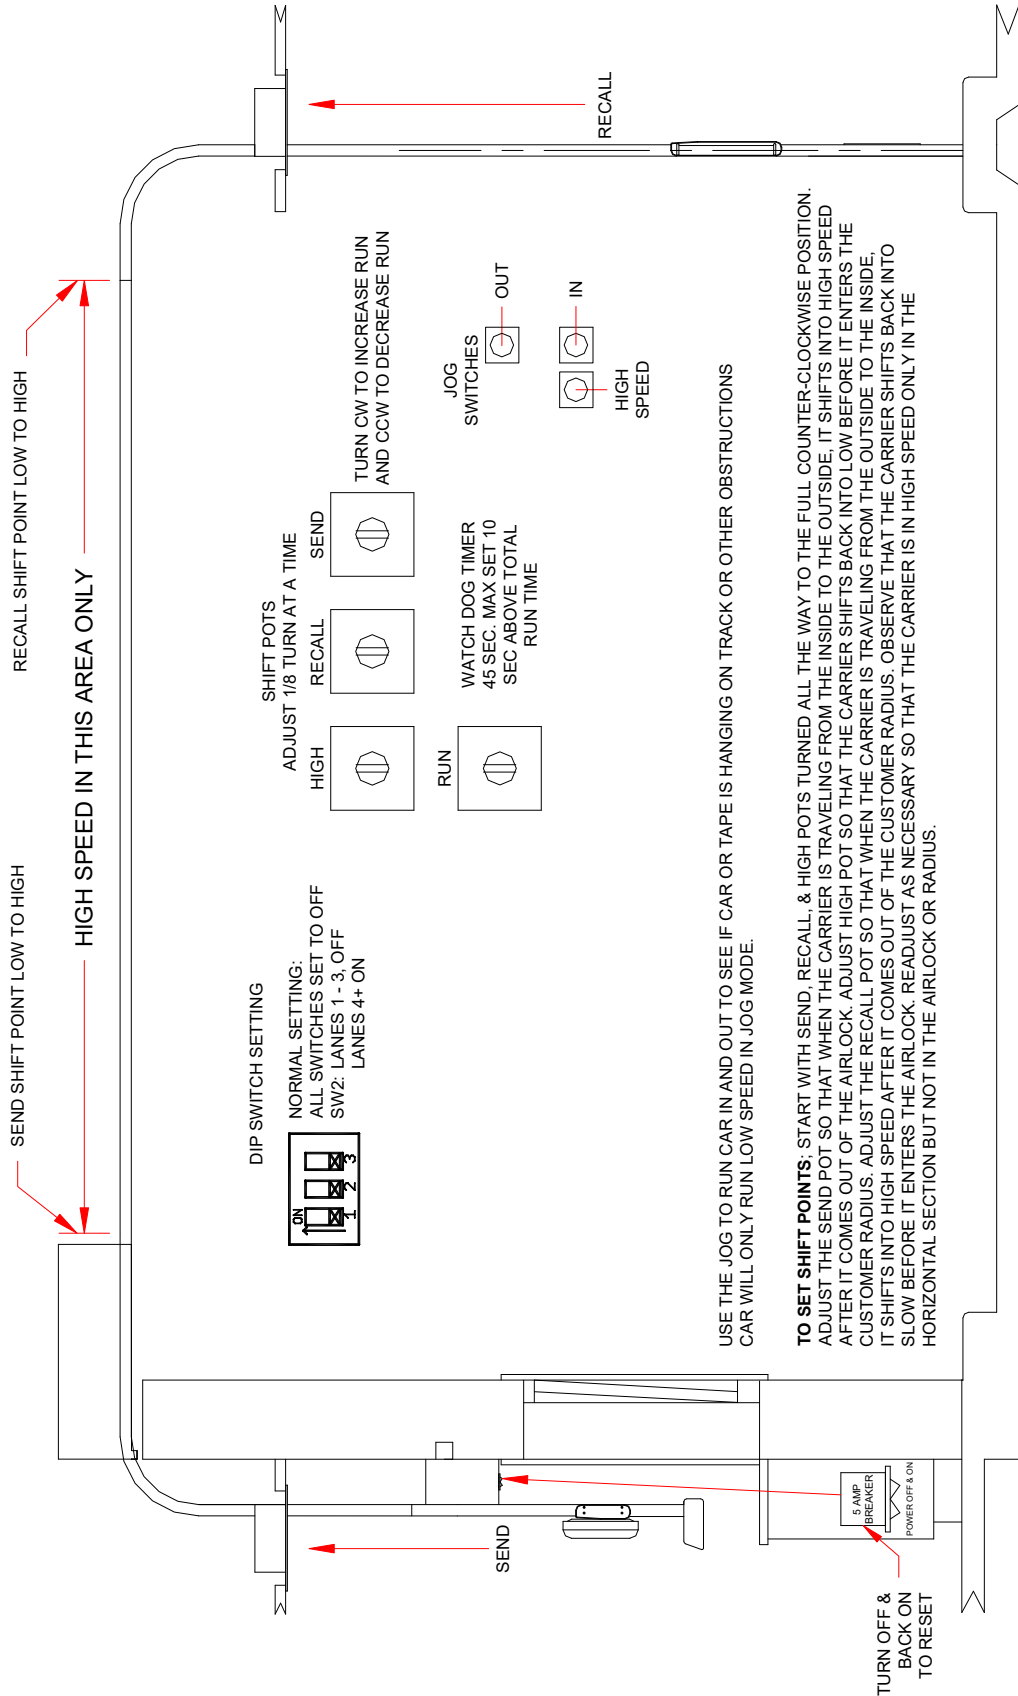 SEND SHIFT POINT LOW TO HIGH
RECALL SHIFT POINT LOW TO HIGH
HIGH SPEED IN THIS AREA ONLY
DIP SWITCH SETTING
NORMAL SETTING:
ALL SWITCHES SET TO OFF
SW2: LANES 1 - 3, OFF
LANES 4+ ON
ON
1 2 3
SHIFT POTS
ADJUST 1/8 TURN AT A TIME
HIGH
RECALL
SEND
TURN CW TO INCREASE RUN
AND CCW TO DECREASE RUN
RUN
WATCH DOG TIMER
45 SEC. MAX SET 10
SEC ABOVE TOTAL
RUN TIME
JOG
SWITCHES
OUT
IN
HIGH
SPEED
SEND
RECALL
USE THE JOG TO RUN CAR IN AND OUT TO SEE IF CAR OR TAPE IS HANGING ON TRACK OR OTHER OBSTRUCTIONS
CAR WILL ONLY RUN LOW SPEED IN JOG MODE.
TO SET SHIFT POINTS; START WITH SEND, RECALL, & HIGH POTS TURNED ALL THE WAY TO THE FULL COUNTER-CLOCKWISE POSITION.
ADJUST THE SEND POT SO THAT WHEN THE CARRIER IS TRAVELING FROM THE INSIDE TO THE OUTSIDE, IT SHIFTS INTO HIGH SPEED
AFTER IT COMES OUT OF THE AIRLOCK. ADJUST HIGH POT SO THAT THE CARRIER SHIFTS BACK INTO LOW BEFORE IT ENTERS THE
CUSTOMER RADIUS. ADJUST THE RECALL POT SO THAT WHEN THE CARRIER IS TRAVELING FROM THE OUTSIDE TO THE INSIDE,
IT SHIFTS INTO HIGH SPEED AFTER IT COMES OUT OF THE CUSTOMER RADIUS. OBSERVE THAT THE CARRIER SHIFTS BACK INTO
SLOW BEFORE IT ENTERS THE AIRLOCK. READJUST AS NECESSARY SO THAT THE CARRIER IS IN HIGH SPEED ONLY IN THE
HORIZONTAL SECTION BUT NOT IN THE AIRLOCK OR RADIUS.
5 AMP
BREAKER
POWER OFF & ON
TURN OFF &
BACK ON
TO RESET